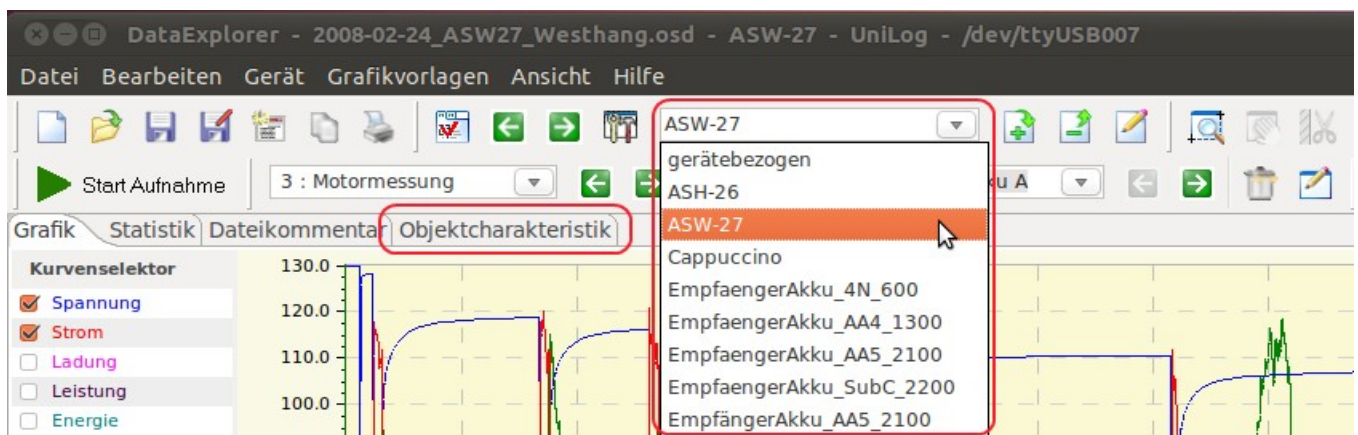 DataExplorer - 2008-02-24_ASW27_Westhang.osd - ASW-27 - UniLog - /dev/ttyUSB007
Datei Bearbeiten Gerät Grafikvorlagen Ansicht Hilfe
ASW-27
Start Aufnahme 3 : Motormessung u A
gerätebezogen
ASH-26
ASW-27
Cappuccino
EmpfaengerAkku_4N_600
EmpfaengerAkku_AA4_1300
EmpfaengerAkku_AA5_2100
EmpfaengerAkku_SubC_2200
EmpfängerAkku_AA5_2100
Grafik Statistik Dateikommentar Objektcharakteristik
Kurvenselektor
Spannung
Strom
Ladung
Leistung
Energie
130.0
120.0
110.0
100.0